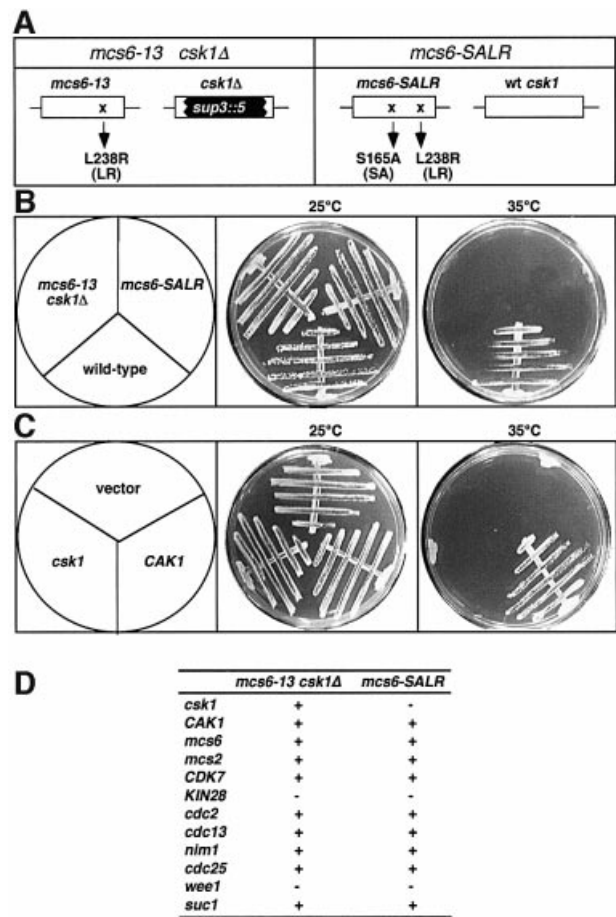 A
mcs6-13 csk1Δ mcs6-SALR
mcs6-13 csk1Δ mcs6-SALR wt csk1
x sup3::5 x x
L238R S165A L238R
(LR) (SA) (LR)
B
25°C 35°C
mcs6-13 mcs6-SALR
csk1Δ
wild-type
C
25°C 35°C
vector
csk1 CAK1
D
mcs6-13 csk1Δ mcs6-SALR
csk1 + -
CAK1 + +
mcs6 + +
mcs2 + +
CDK7 + +
KIN28 - -
cdc2 + +
cdc13 + +
nim1 + +
cdc25 + +
wee1 - -
suc1 + +